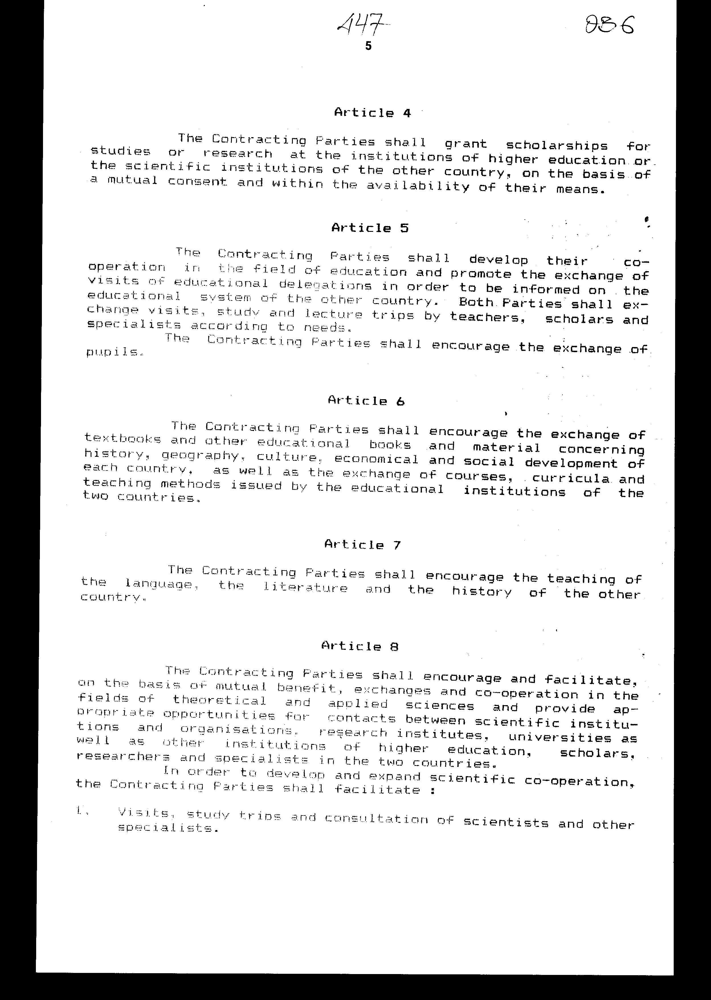 447
036
5
Article 4
The Contracting Parties shall grant scholarships for
studies or research at the institutions of higher education or
the scientific institutions of the other country, on the basis of
a mutual consent and within the availability of their means.
Article 5
The Contracting Parties shall develop their co-
operation in the field of education and promote the exchange of
visits of educational delegations in order to be informed on the
educational system of the other country. Both Parties shall ex-
change visits, study and lecture trips by teachers, scholars and
specialists according to needs.
The Contracting Parties shall encourage the exchange of
pupils.
Article 6
The Contracting Parties shall encourage the exchange of
textbooks and other educational books and material concerning
history, geography, culture, economical and social development of
each country, as well as the exchange of courses, curricula and
teaching methods issued by the educational institutions of the
two countries.
Article 7
The Contracting Parties shall encourage the teaching of
the language, the literature and the history of the other
country.
Article 8
The Contracting Parties shall encourage and facilitate,
on the basis of mutual benefit, exchanges and co-operation in the
fields of theoretical and applied sciences and provide ap-
propriate opportunities for contacts between scientific institu-
tions and organisations, research institutes, universities as
well as other institutions of higher education, scholars,
researchers and specialists in the two countries.
In order to develop and expand scientific co-operation,
the Contracting Parties shall facilitate :
1. Visits, study trips and consultation of scientists and other
specialists.